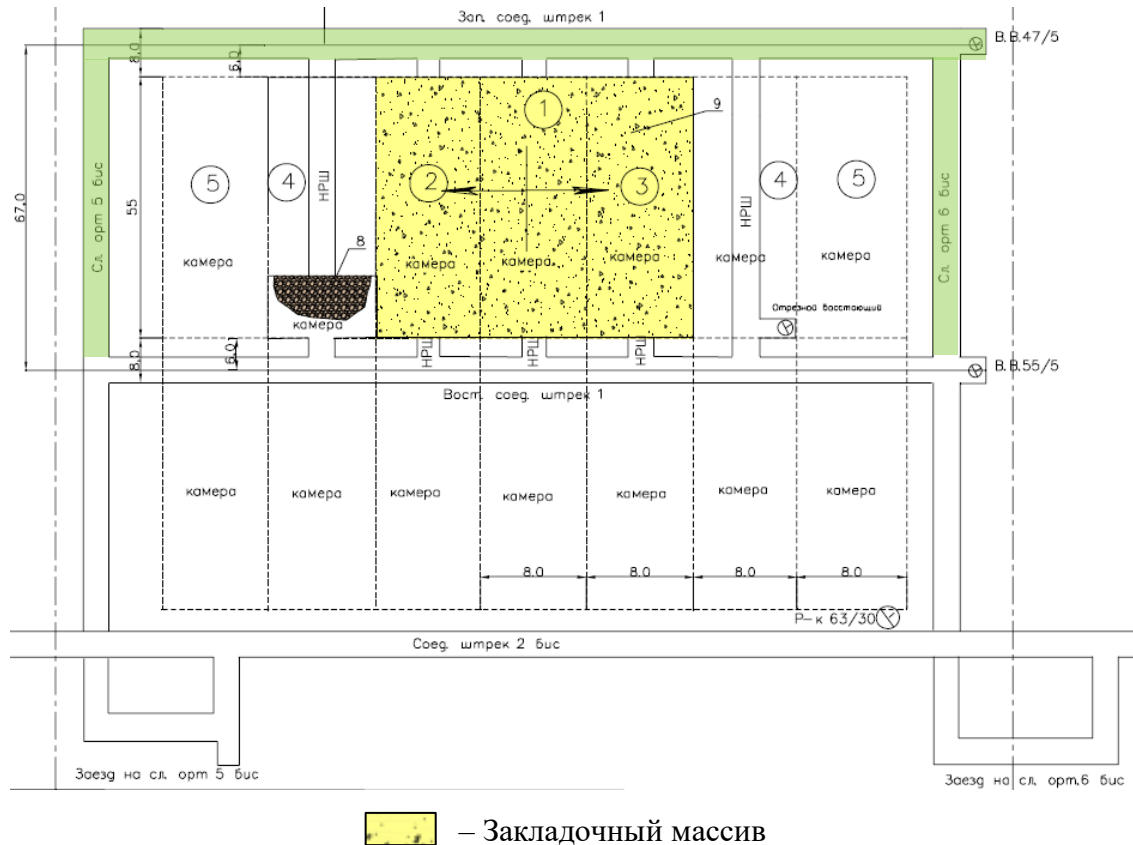 Зап. соед. штрек 1
В.В.47/5
8.0
6.0
1
9
5
4
2
3
4
5
НРШ
НРШ
67.0
55
Сл. орт 5 бис
Сл. орт 6 бис
8
камера
камера
камера
камера
камера
камера
камера
Отрезной восстающий
8.0
6.0
НРШ
НРШ
НРШ
В.В.55/5
Вост. соед. штрек 1
камера
камера
камера
камера
камера
камера
камера
8.0
8.0
8.0
8.0
Р-к 63/30
Соед. штрек 2 бис
Заезд на сл. орт 5 бис
Заезд на сл. орт.6 бис
– Закладочный массив